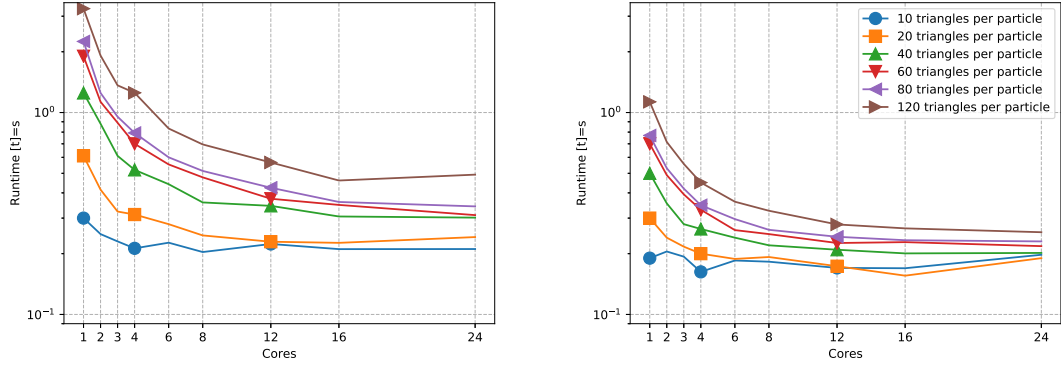 10⁰
10⁻¹
Runtime [t]=s
1 2 3 4 6 8 12 16 24
Cores
10⁰
10⁻¹
Runtime [t]=s
1 2 3 4 6 8 12 16 24
Cores
10 triangles per particle
20 triangles per particle
40 triangles per particle
60 triangles per particle
80 triangles per particle
120 triangles per particle